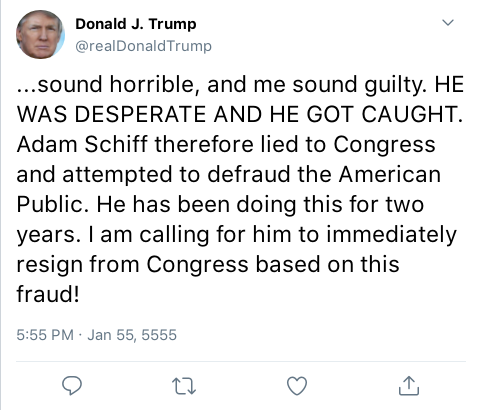 Donald J. Trump
@realDonaldTrump
...sound horrible, and me sound guilty. HE
WAS DESPERATE AND HE GOT CAUGHT.
Adam Schiff therefore lied to Congress
and attempted to defraud the American
Public. He has been doing this for two
years. I am calling for him to immediately
resign from Congress based on this
fraud!
5:55 PM · Jan 55, 5555